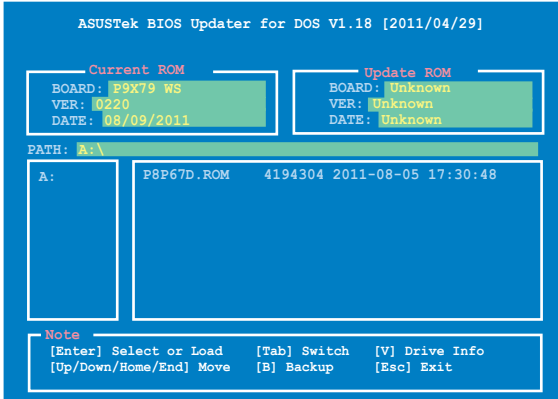 ASUSTek BIOS Updater for DOS V1.18 [2011/04/29]
Current ROM
BOARD: P9X79 WS
VER: 0220
DATE: 08/09/2011
Update ROM
BOARD: Unknown
VER: Unknown
DATE: Unknown
PATH: A:\
A:
P8P67D.ROM 4194304 2011-08-05 17:30:48
Note
[Enter] Select or Load [Tab] Switch [V] Drive Info
[Up/Down/Home/End] Move [B] Backup [Esc] Exit